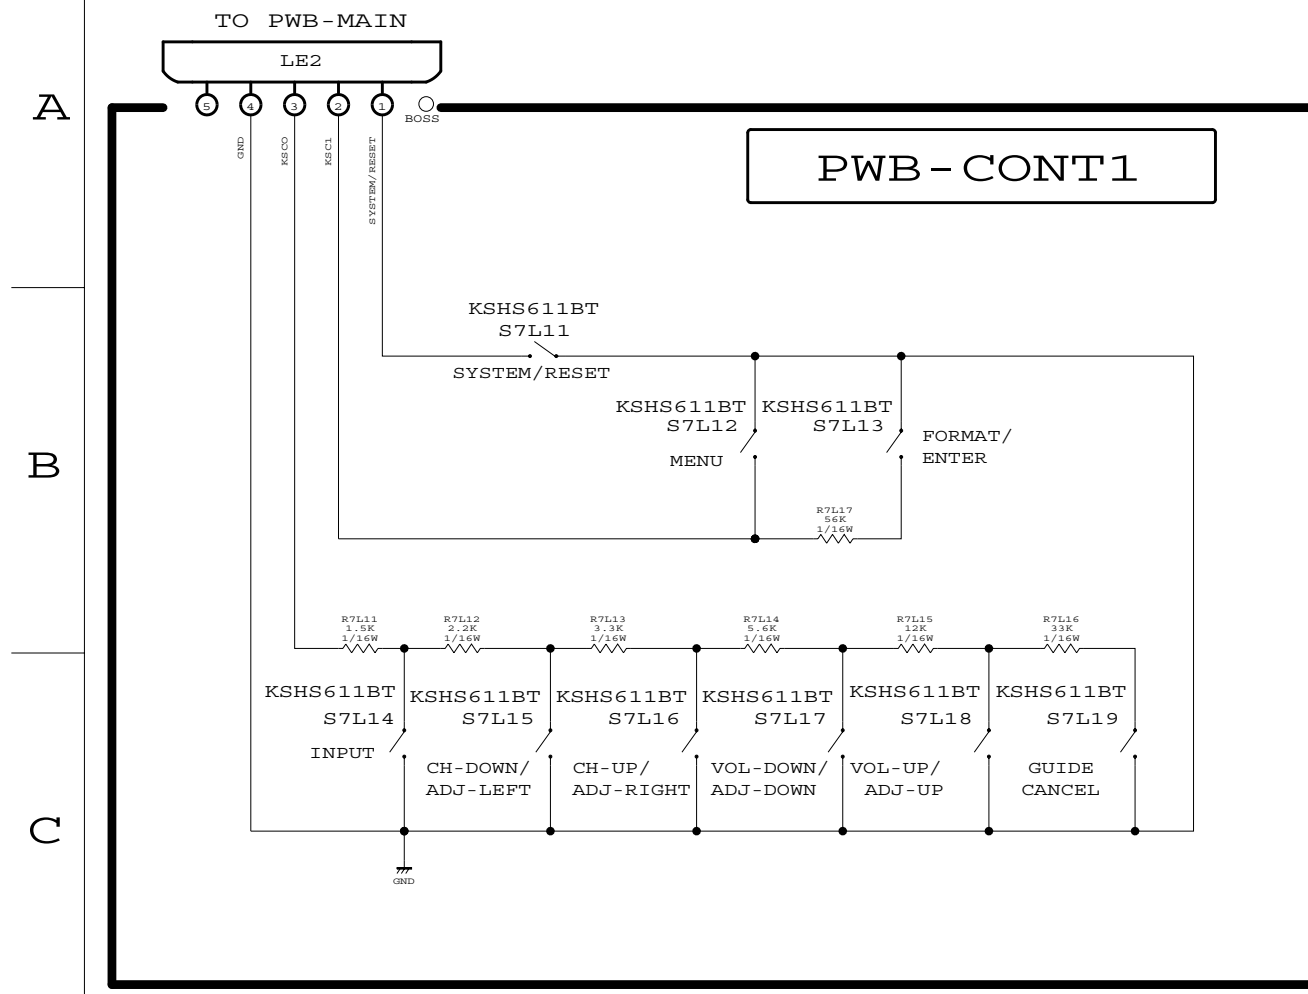 TO PWB-MAIN
LE2
A
5
4
3
2
1
BOSS
GND
KSCO
KSC1
SYSTEM/RESET
PWB-CONT1
KSHS611BT
S7L11
SYSTEM/RESET
KSHS611BT
S7L12
MENU
KSHS611BT
S7L13
FORMAT/
ENTER
B
R7L17
56K
1/16W
R7L11
1.5K
1/16W
R7L12
2.2K
1/16W
R7L13
3.3K
1/16W
R7L14
5.6K
1/16W
R7L15
12K
1/16W
R7L16
33K
1/16W
KSHS611BT
S7L14
INPUT
KSHS611BT
S7L15
CH-DOWN/
ADJ-LEFT
KSHS611BT
S7L16
CH-UP/
ADJ-RIGHT
KSHS611BT
S7L17
VOL-DOWN/
ADJ-DOWN
KSHS611BT
S7L18
VOL-UP/
ADJ-UP
KSHS611BT
S7L19
GUIDE
CANCEL
C
GND